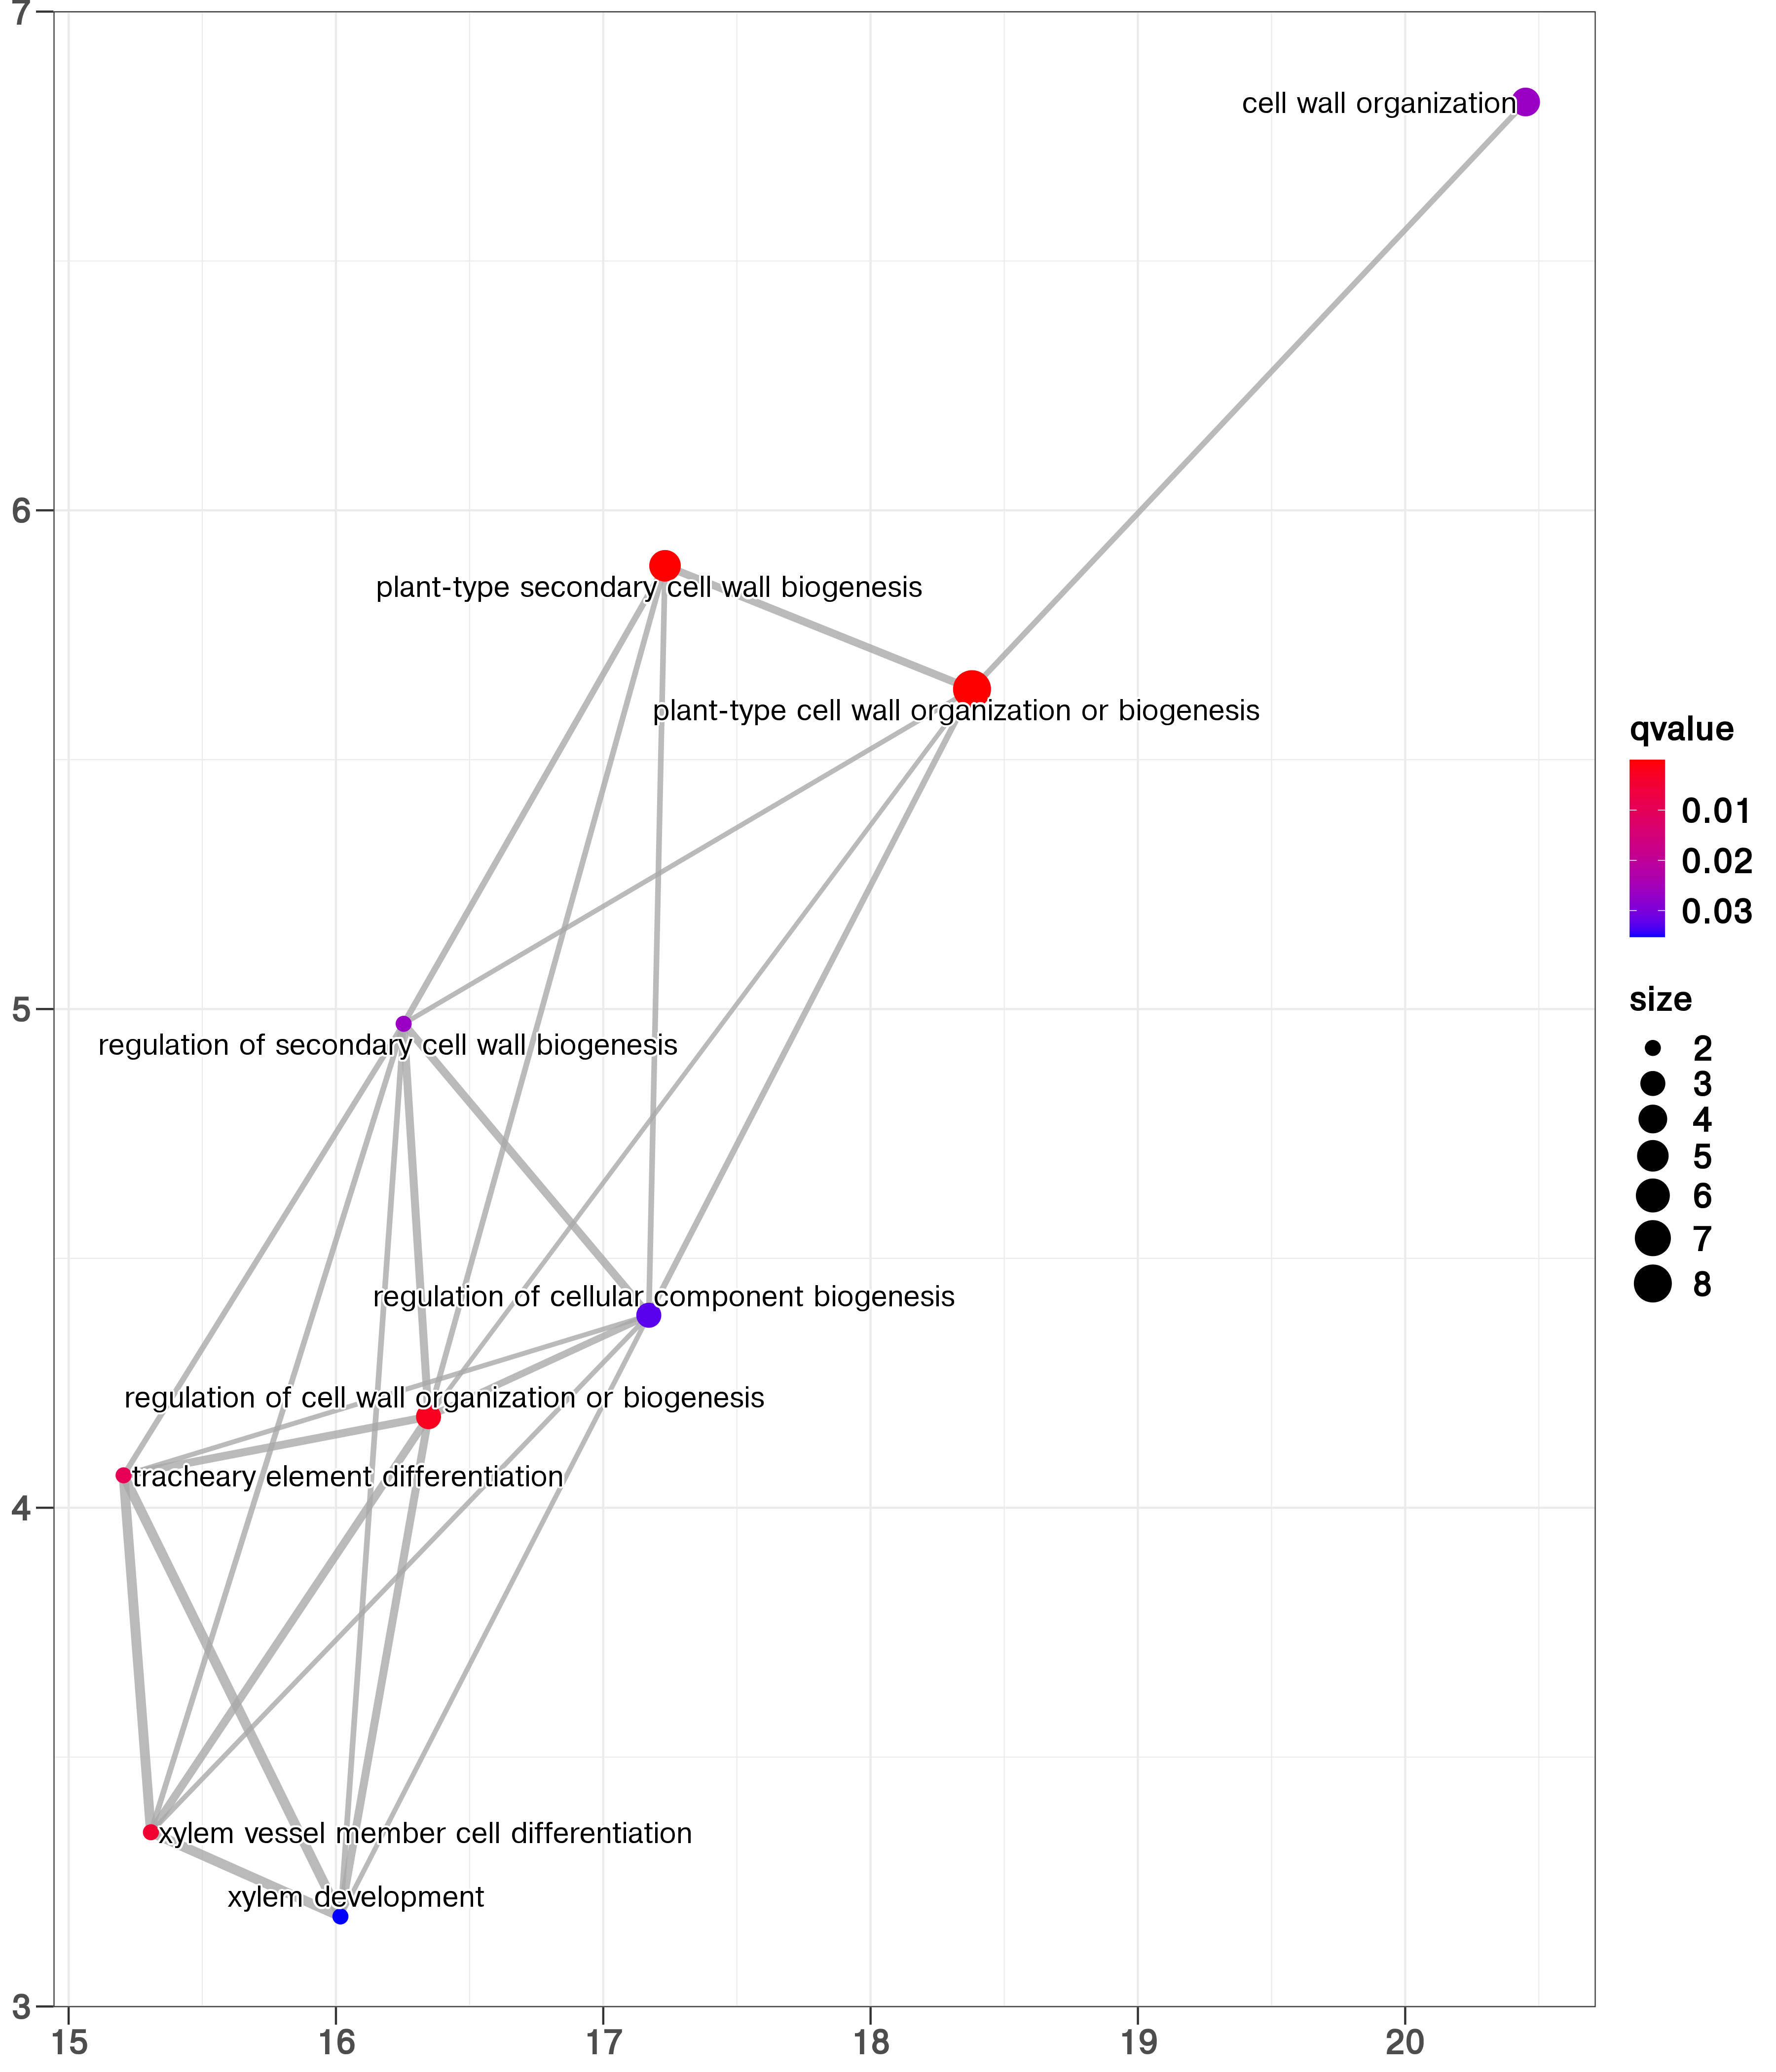 7
cell wall organization
6
plant-type secondary cell wall biogenesis
plant-type cell wall organization or biogenesis
5
regulation of secondary cell wall biogenesis
regulation of cellular component biogenesis
regulation of cell wall organization or biogenesis
tracheary element differentiation
4
xylem vessel member cell differentiation
xylem development
3
15 16 17 18 19 20
qvalue
0.01
0.02
0.03
size
2
3
4
5
6
7
8